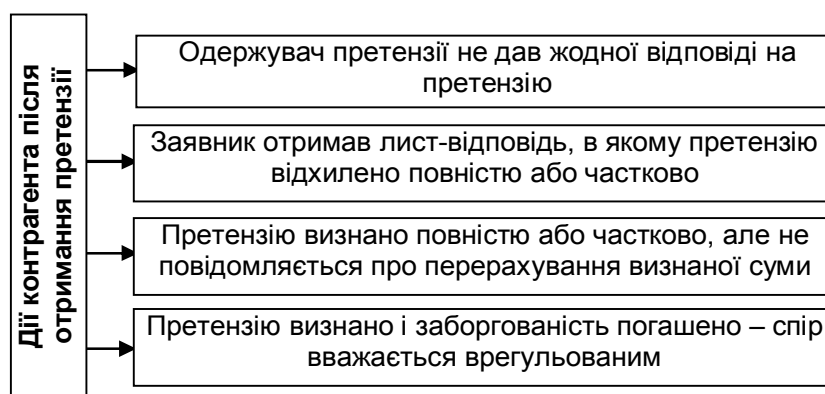 Дії контрагента після
отримання претензії
Одержувач претензії не дав жодної відповіді на
претензію
Заявник отримав лист-відповідь, в якому претензію
відхилено повністю або частково
Претензію визнано повністю або частково, але не
повідомляється про перерахування визнаної суми
Претензію визнано і заборгованість погашено – спір
вважається врегульованим